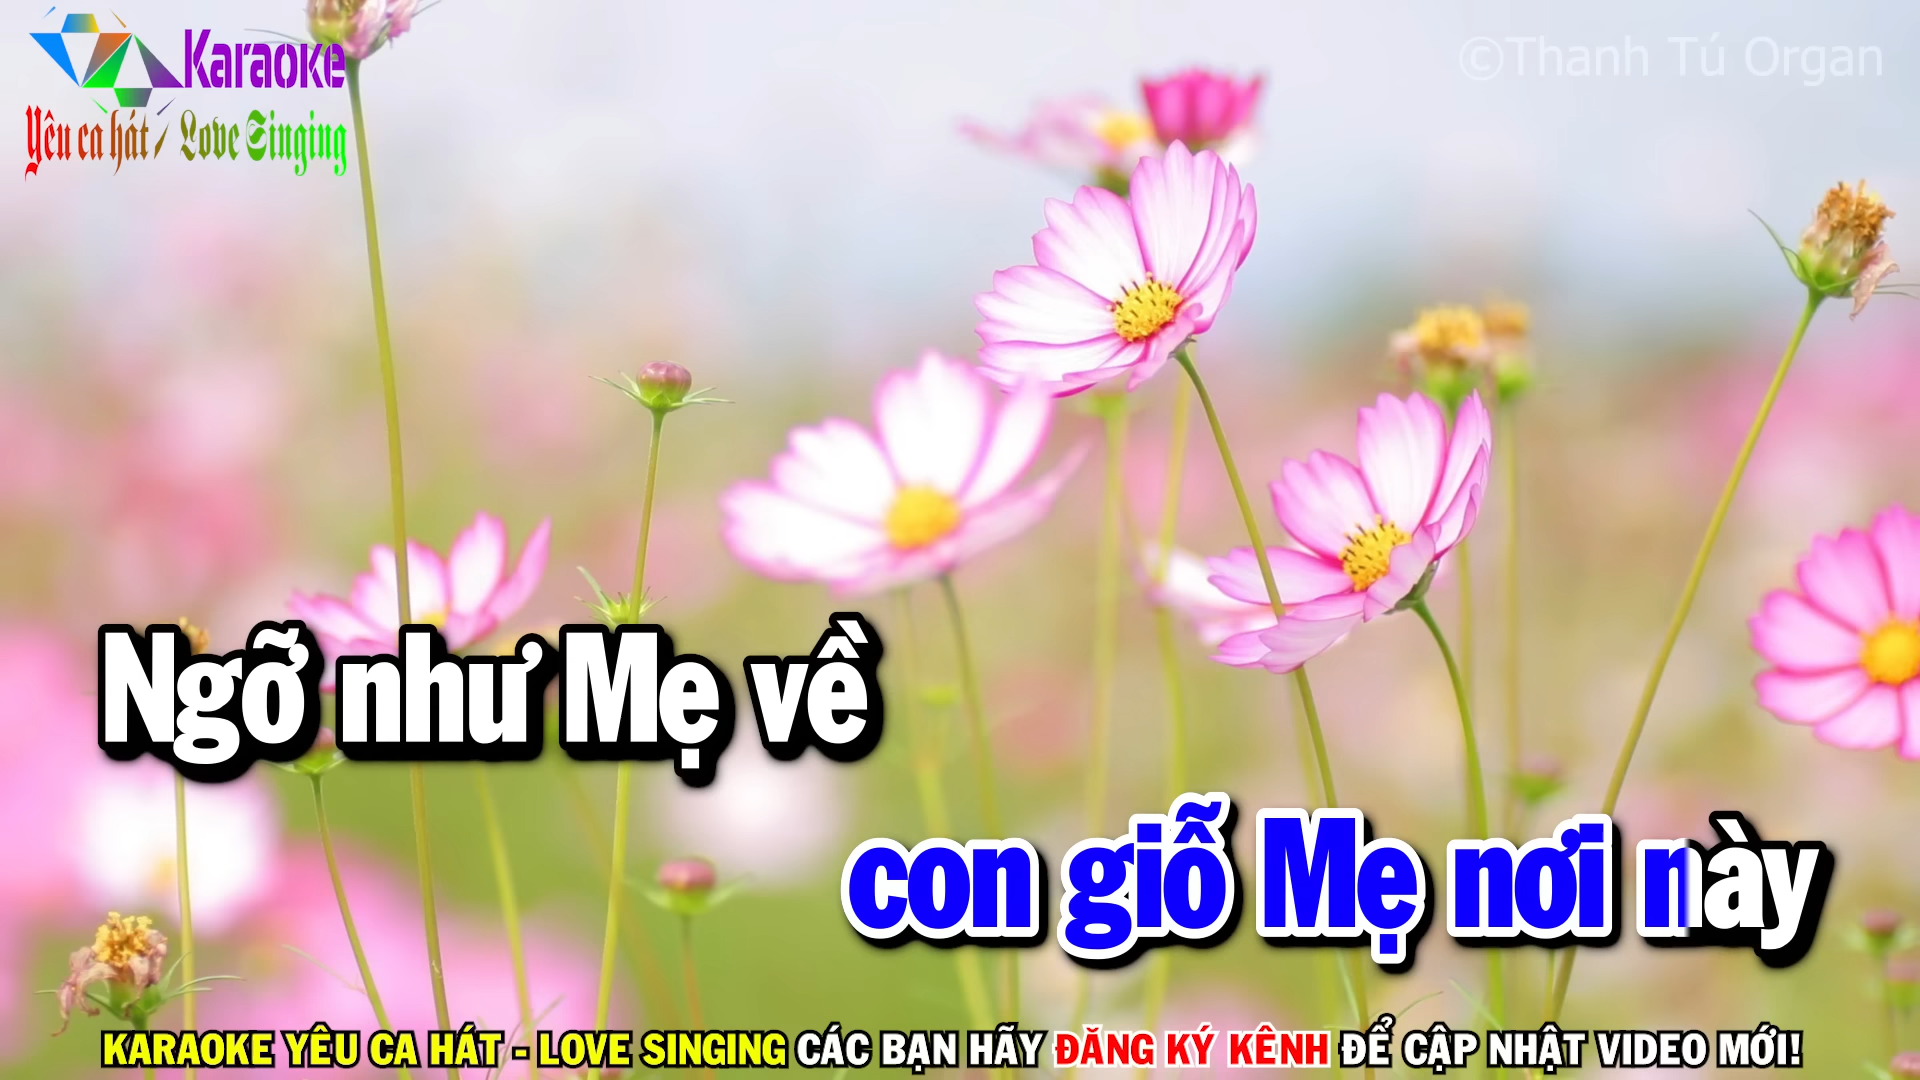 Karaoke
Yêu ca hát / Love Singing
©Thanh Tú Organ
Ngỡ như Mẹ về
con giỗ Mẹ nơi này
KARAOKE YÊU CA HÁT - LOVE SINGING CÁC BẠN HÃY ĐĂNG KÝ KÊNH ĐỂ CẬP NHẬT VIDEO MỚI!